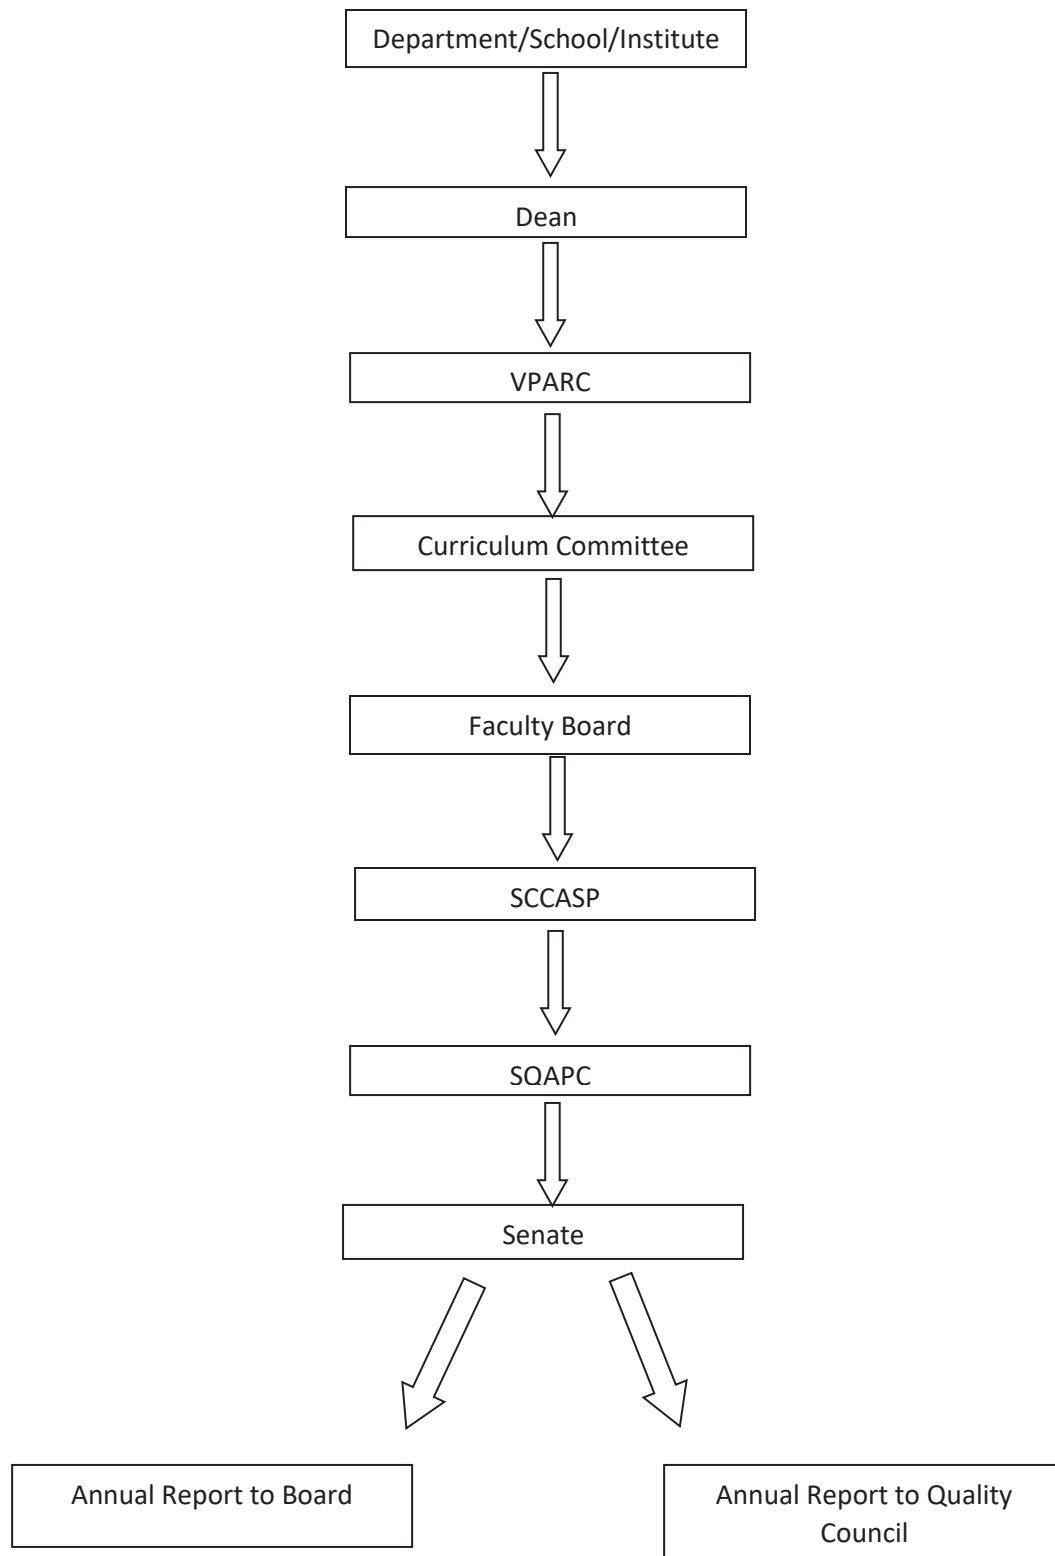 Department/School/Institute
Dean
VPARC
Curriculum Committee
Faculty Board
SCCASP
SQAPC
Senate
Annual Report to Board
Annual Report to Quality
Council